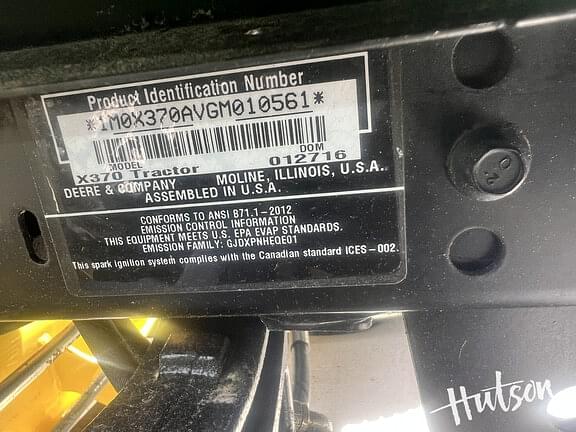 Product Identification Number
*1M0X370AVGM010561*
MODEL DOM
X370 Tractor 012716
DEERE & COMPANY MOLINE, ILLINOIS, U.S.A.
ASSEMBLED IN U.S.A.
CONFORMS TO ANSI B71.1-2012
EMISSION CONTROL INFORMATION
THIS EQUIPMENT MEETS U.S. EPA EVAP STANDARDS.
EMISSION FAMILY: GJDXPNHEQE01
This spark ignition system complies with the Canadian standard ICES-002.
Hutson